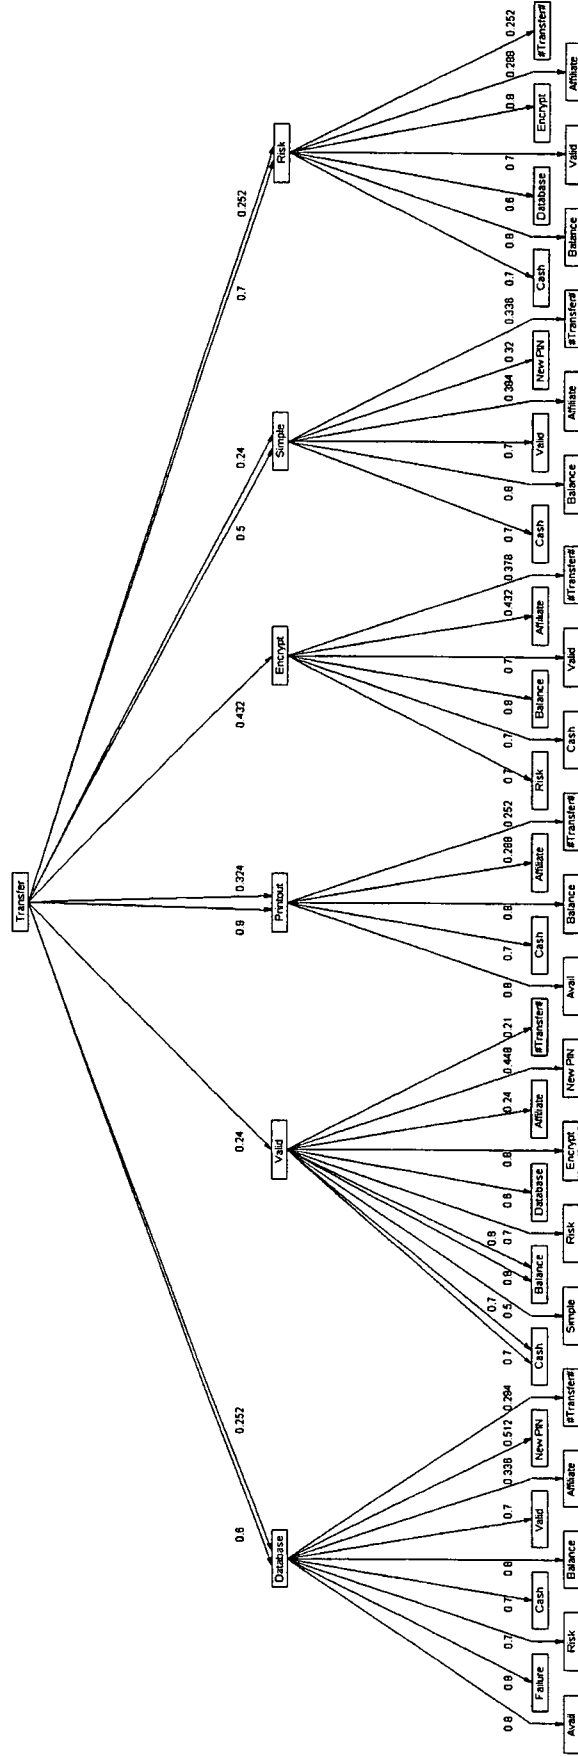 Transfer
0.6 0.252 0.24 0.9 0.324 0.432 0.5 0.24 0.7 0.252
Database Valid Printout Encrypt Simple Risk
0.7 0.8
0.8 0.8 0.7 0.7 0.8 0.7 0.338 0.512 0.294 0.7 0.5 0.8 0.7 0.6 0.8 0.24 0.448 0.21 0.8 0.7 0.8 0.288 0.252 0.7 0.7 0.8 0.7 0.432 0.378 0.7 0.8 0.7 0.384 0.32 0.338 0.7 0.8 0.6 0.7 0.8 0.288 0.252
Failure Cash Valid New PIN Cash Balance Database Affiliate #Transfer# Cash Affiliate Risk Balance Affiliate Cash Valid New PIN Cash Database Encrypt #Transfer#
Avail Risk Balance Affiliate #Transfer# Simple Risk Encrypt New PIN Avail Balance #Transfer# Cash Valid #Transfer# Balance Affiliate #Transfer# Balance Valid Affiliate